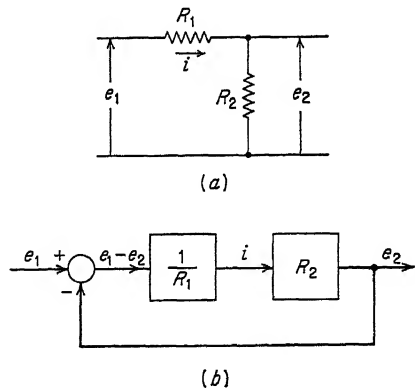 R₁
i
e₁ R₂ e₂
(a)
e₁ + e₁-e₂ 1/R₁ i R₂ e₂
-
(b)